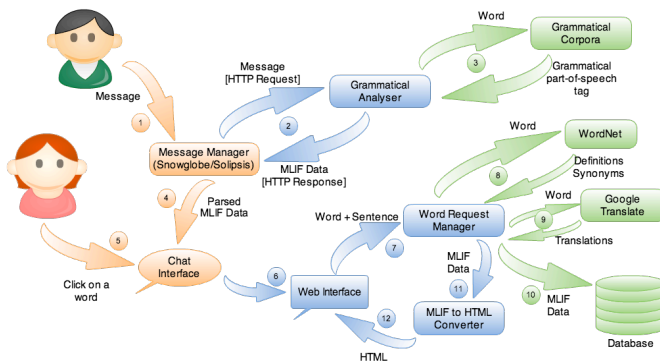 Message
1
Message Manager
(Snowglobe/Solipsis)
Message
[HTTP Request]
2
MLIF Data
[HTTP Response]
Grammatical
Analyser
Word
3
Grammatical
Corpora
Grammatical
part-of-speech
tag
4
Parsed
MLIF Data
5
Click on a
word
Chat
Interface
6
Web Interface
Word + Sentence
7
Word Request
Manager
Word
8
WordNet
Definitions
Synonyms
Word
9
Google
Translate
Translations
10
MLIF
Data
Database
MLIF
Data
11
MLIF to HTML
Converter
12
HTML